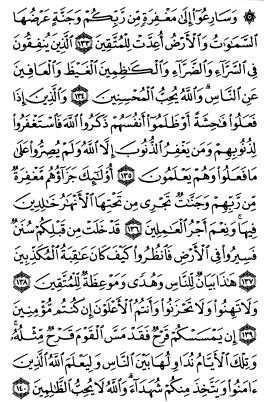 ۞ وَسَارِعُوٓا۟ إِلَىٰ مَغْفِرَةٍ مِّن رَّبِّكُمْ وَجَنَّةٍ عَرْضُهَا
ٱلسَّمَٰوَٰتُ وَٱلْأَرْضُ أُعِدَّتْ لِلْمُتَّقِينَ ١٣٣ ٱلَّذِينَ يُنفِقُونَ
فِى ٱلسَّرَّآءِ وَٱلضَّرَّآءِ وَٱلْكَٰظِمِينَ ٱلْغَيْظَ وَٱلْعَافِينَ
عَنِ ٱلنَّاسِ ۗ وَٱللَّهُ يُحِبُّ ٱلْمُحْسِنِينَ ١٣٤ وَٱلَّذِينَ إِذَا
فَعَلُوا۟ فَٰحِشَةً أَوْ ظَلَمُوٓا۟ أَنفُسَهُمْ ذَكَرُوا۟ ٱللَّهَ فَٱسْتَغْفَرُوا۟
لِذُنُوبِهِمْ وَمَن يَغْفِرُ ٱلذُّنُوبَ إِلَّا ٱللَّهُ وَلَمْ يُصِرُّوا۟ عَلَىٰ
مَا فَعَلُوا۟ وَهُمْ يَعْلَمُونَ ١٣٥ أُو۟لَٰٓئِكَ جَزَآؤُهُم مَّغْفِرَةٌ
مِّن رَّبِّهِمْ وَجَنَّٰتٌ تَجْرِى مِن تَحْتِهَا ٱلْأَنْهَٰرُ خَٰلِدِينَ
فِيهَا ۚ وَنِعْمَ أَجْرُ ٱلْعَٰمِلِينَ ١٣٦ قَدْ خَلَتْ مِن قَبْلِكُمْ سُنَنٌ
فَسِيرُوا۟ فِى ٱلْأَرْضِ فَٱنظُرُوا۟ كَيْفَ كَانَ عَٰقِبَةُ ٱلْمُكَذِّبِينَ
١٣٧ هَٰذَا بَيَانٌ لِّلنَّاسِ وَهُدًى وَمَوْعِظَةٌ لِّلْمُتَّقِينَ ١٣٨
وَلَا تَهِنُوا۟ وَلَا تَحْزَنُوا۟ وَأَنتُمُ ٱلْأَعْلَوْنَ إِن كُنتُم مُّؤْمِنِينَ
١٣٩ إِن يَمْسَسْكُمْ قَرْحٌ فَقَدْ مَسَّ ٱلْقَوْمَ قَرْحٌ مِّثْلُهُۥ ۚ
وَتِلْكَ ٱلْأَيَّامُ نُدَاوِلُهَا بَيْنَ ٱلنَّاسِ وَلِيَعْلَمَ ٱللَّهُ ٱلَّذِينَ
ءَامَنُوا۟ وَيَتَّخِذَ مِنكُمْ شُهَدَآءَ ۗ وَٱللَّهُ لَا يُحِبُّ ٱلظَّٰلِمِينَ ١٤٠